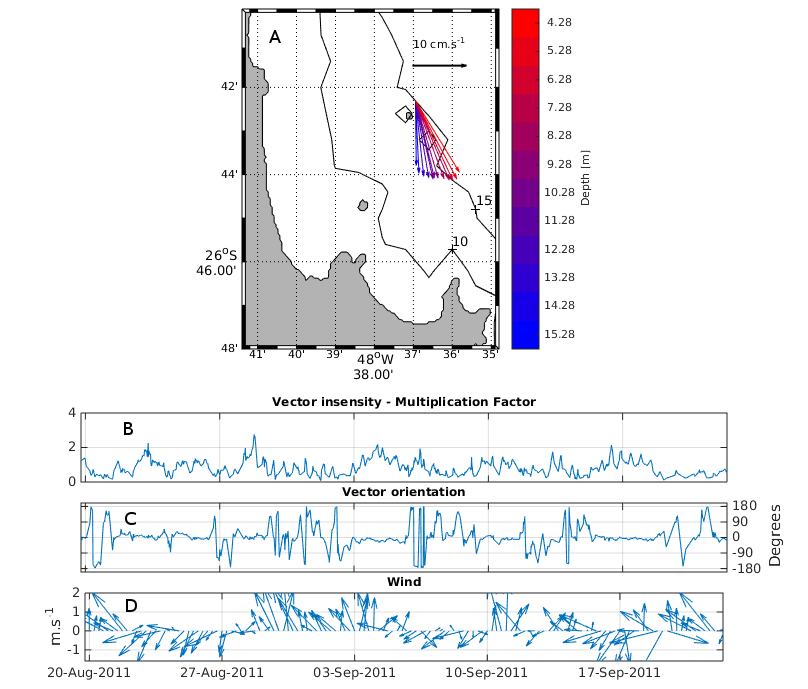 A
10 cm.s-1
42'
44'
26oS
46.00'
48'
15
10
41'
40'
39'
37'
36'
35'
48oW
38.00'
4.28
5.28
6.28
7.28
8.28
9.28
10.28
11.28
12.28
13.28
14.28
15.28
Depth [m]
Vector insensity - Multiplication Factor
B
4
2
0
Vector orientation
C
180
90
0
-90
-180
Degrees
Wind
D
2
1
0
-1
m.s-1
20-Aug-2011
27-Aug-2011
03-Sep-2011
10-Sep-2011
17-Sep-2011